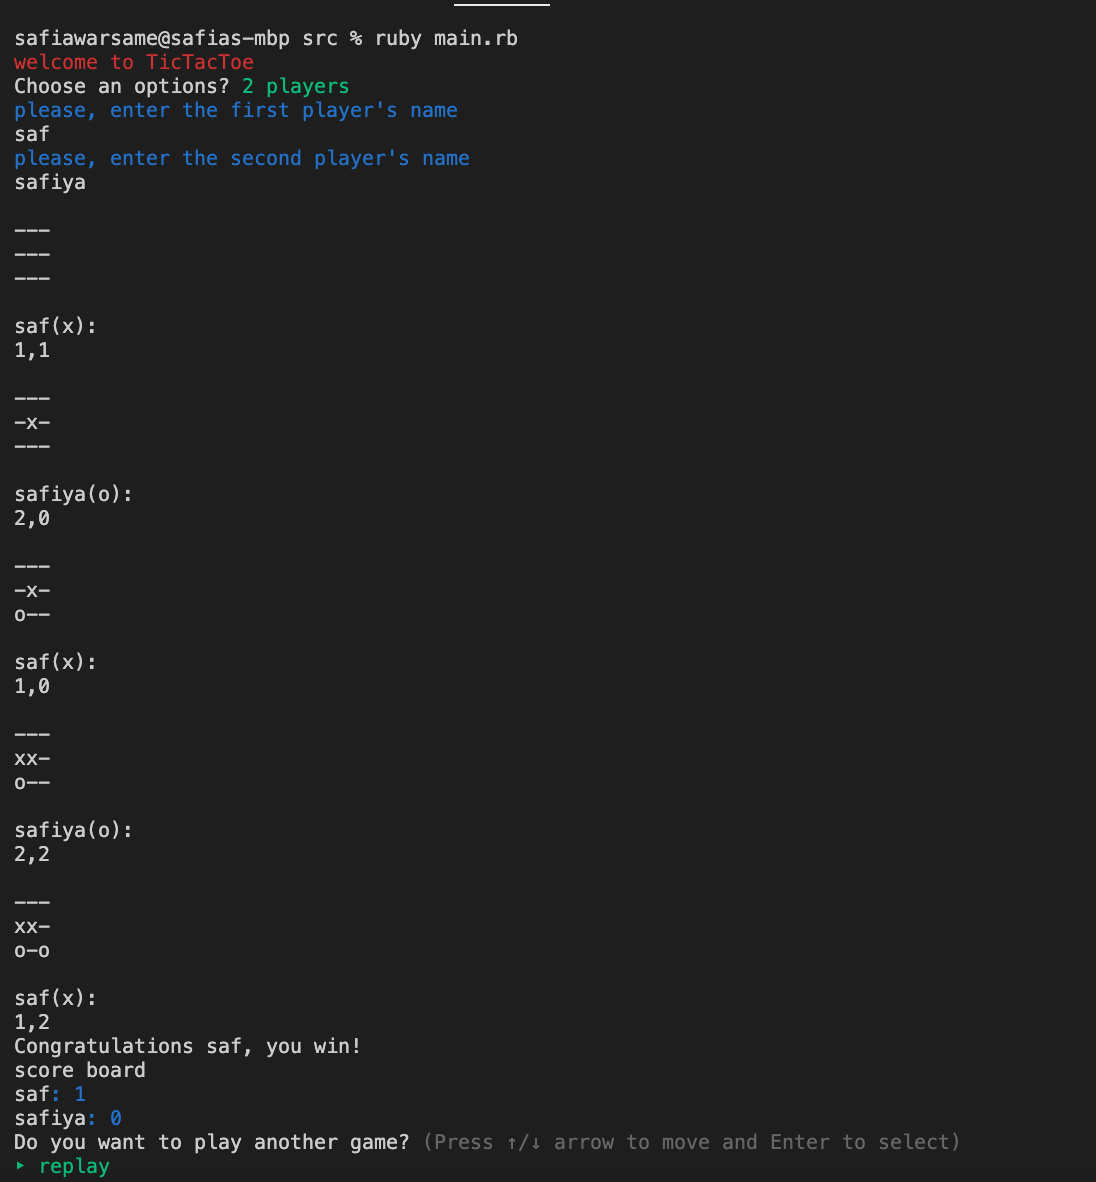 safiawarsame@safias-mbp src % ruby main.rb
welcome to TicTacToe
Choose an options? 2 players
please, enter the first player's name
saf
please, enter the second player's name
safiya
---
---
---
saf(x):
1,1
---
-x-
---
safiya(o):
2,0
---
-x-
o--
saf(x):
1,0
---
xx-
o--
safiya(o):
2,2
---
xx-
o-o
saf(x):
1,2
Congratulations saf, you win!
score board
saf: 1
safiya: 0
Do you want to play another game? (Press ↑/↓ arrow to move and Enter to select)
‣ replay